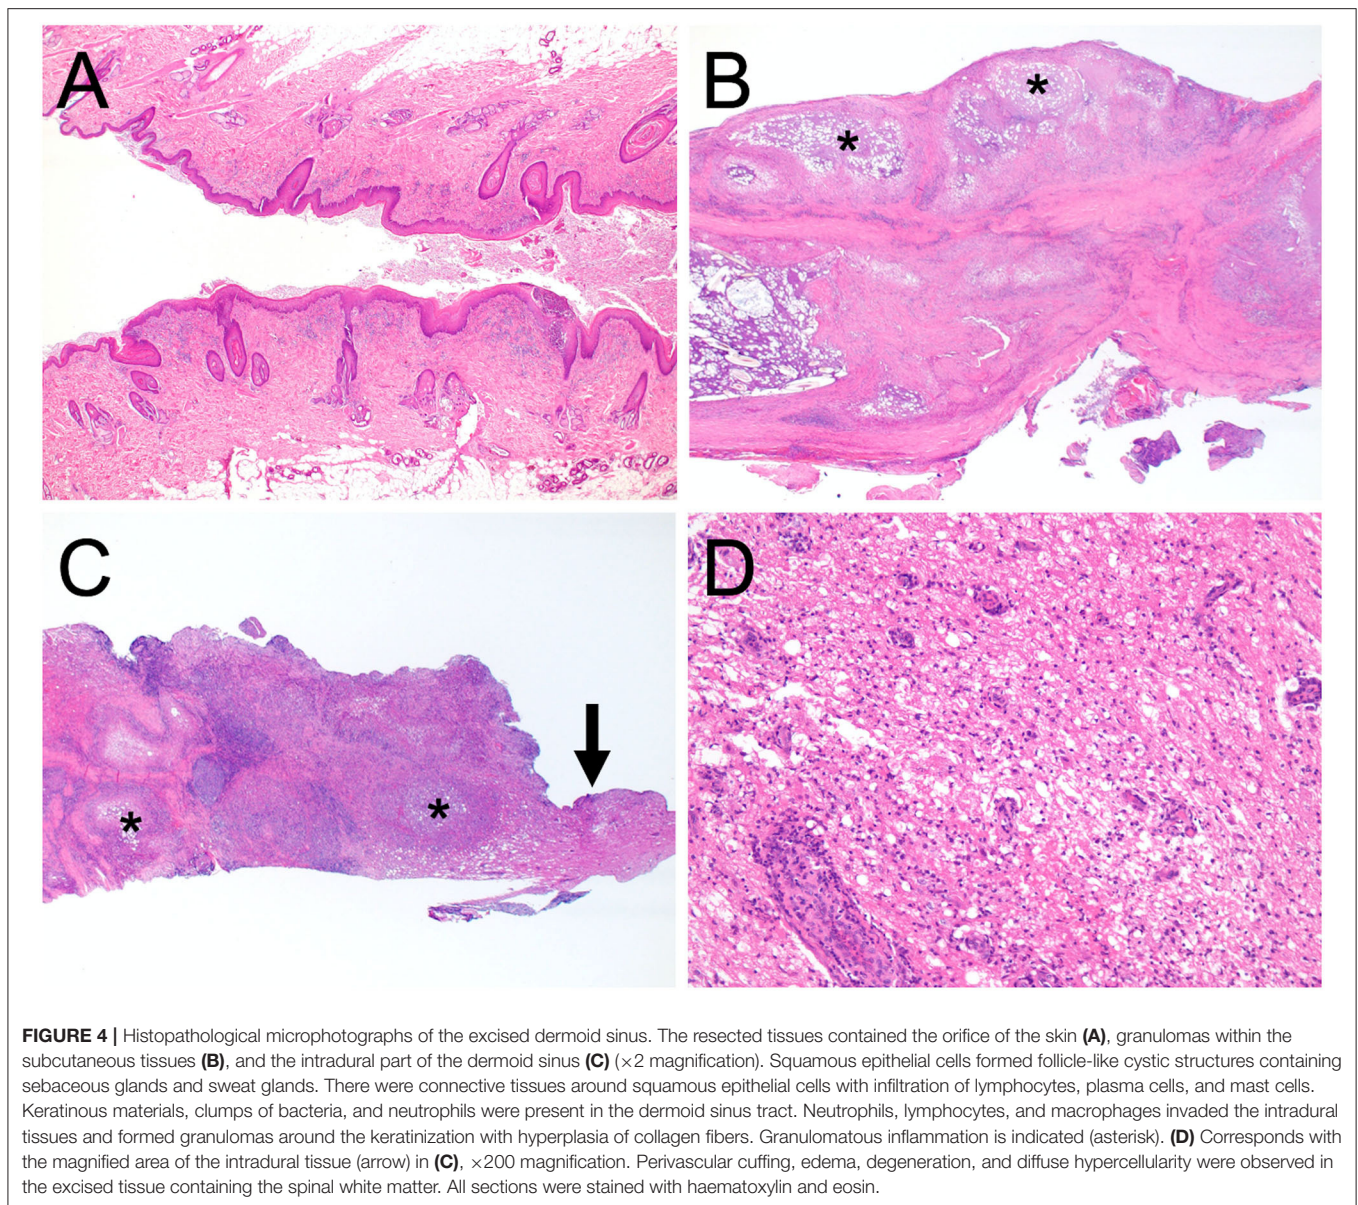 A
B
*
*
C
*
*
D
FIGURE 4 | Histopathological microphotographs of the excised dermoid sinus. The resected tissues contained the orifice of the skin (A), granulomas within the
subcutaneous tissues (B), and the intradural part of the dermoid sinus (C) (×2 magnification). Squamous epithelial cells formed follicle-like cystic structures containing
sebaceous glands and sweat glands. There were connective tissues around squamous epithelial cells with infiltration of lymphocytes, plasma cells, and mast cells.
Keratinous materials, clumps of bacteria, and neutrophils were present in the dermoid sinus tract. Neutrophils, lymphocytes, and macrophages invaded the intradural
tissues and formed granulomas around the keratinization with hyperplasia of collagen fibers. Granulomatous inflammation is indicated (asterisk). (D) Corresponds with
the magnified area of the intradural tissue (arrow) in (C), ×200 magnification. Perivascular cuffing, edema, degeneration, and diffuse hypercellularity were observed in
the excised tissue containing the spinal white matter. All sections were stained with haematoxylin and eosin.